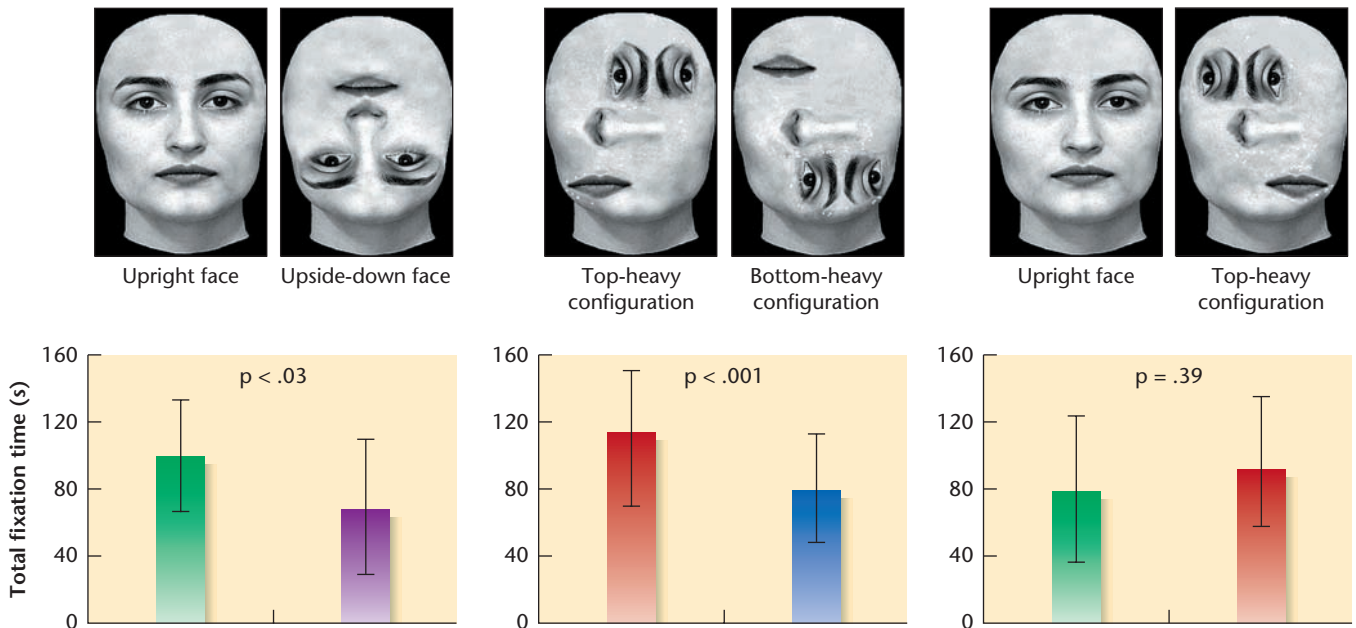 Upright face
Upside-down face
Top-heavy
configuration
Bottom-heavy
configuration
Upright face
Top-heavy
configuration
Total fixation time (s)
160
120
80
40
0
p < .03
160
120
80
40
0
p < .001
160
120
80
40
0
p = .39